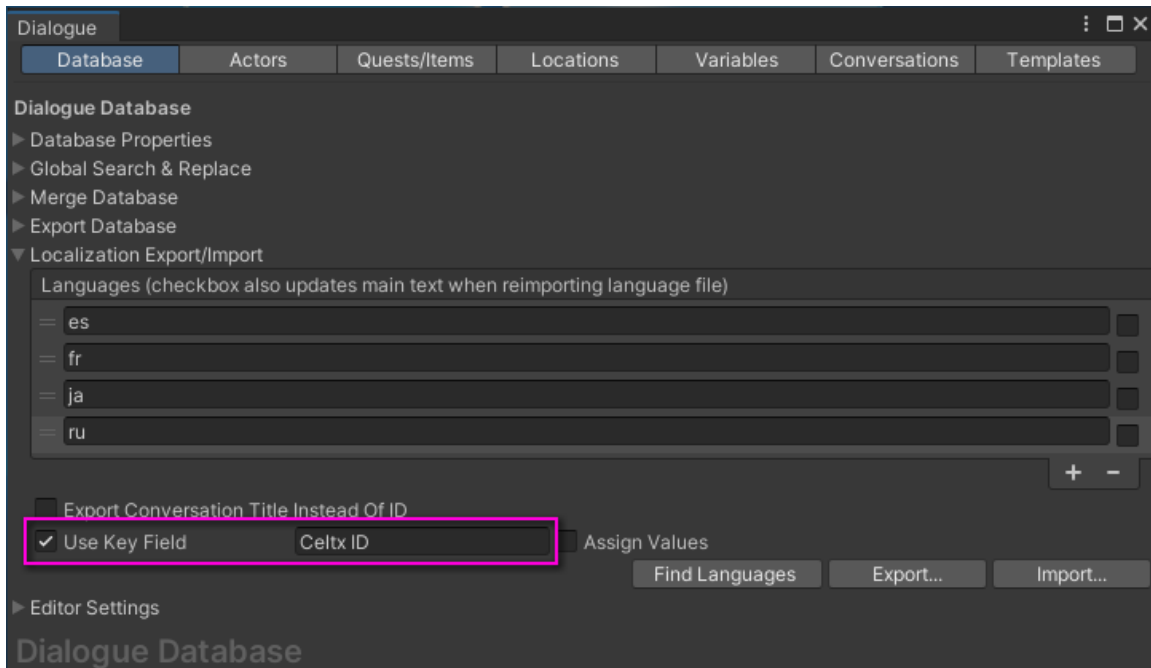 Dialogue
Database Actors Quests/Items Locations Variables Conversations Templates
Dialogue Database
Database Properties
Global Search & Replace
Merge Database
Export Database
Localization Export/Import
Languages (checkbox also updates main text when reimporting language file)
es
fr
ja
ru
+ -
Export Conversation Title Instead Of ID
Use Key Field Celtx ID Assign Values
Find Languages Export... Import...
Editor Settings
Dialogue Database